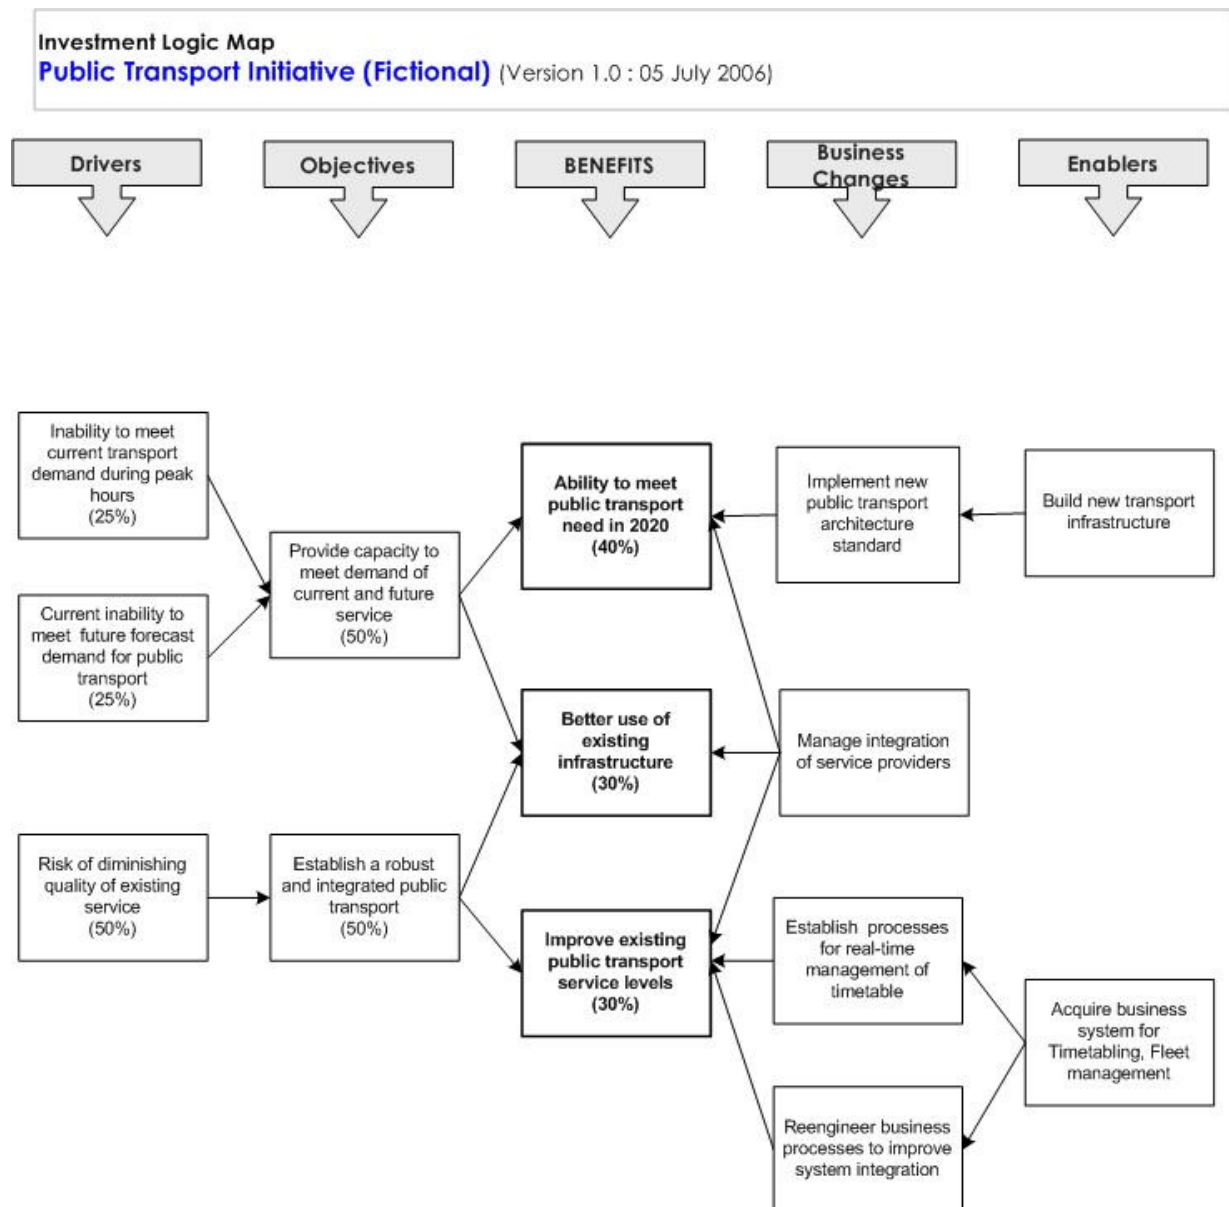 Investment Logic Map
Public Transport Initiative (Fictional) (Version 1.0 : 05 July 2006)
Drivers
Objectives
BENEFITS
Business
Changes
Enablers
Inability to meet
current transport
demand during peak
hours
(25%)
Current inability to
meet future forecast
demand for public
transport
(25%)
Risk of diminishing
quality of existing
service
(50%)
Provide capacity to
meet demand of
current and future
service
(50%)
Establish a robust
and integrated public
transport
(50%)
Ability to meet
public transport
need in 2020
(40%)
Better use of
existing
infrastructure
(30%)
Improve existing
public transport
service levels
(30%)
Implement new
public transport
architecture
standard
Manage integration
of service providers
Establish processes
for real-time
management of
timetable
Reengineer business
processes to improve
system integration
Build new transport
infrastructure
Acquire business
system for
Timetabling, Fleet
management